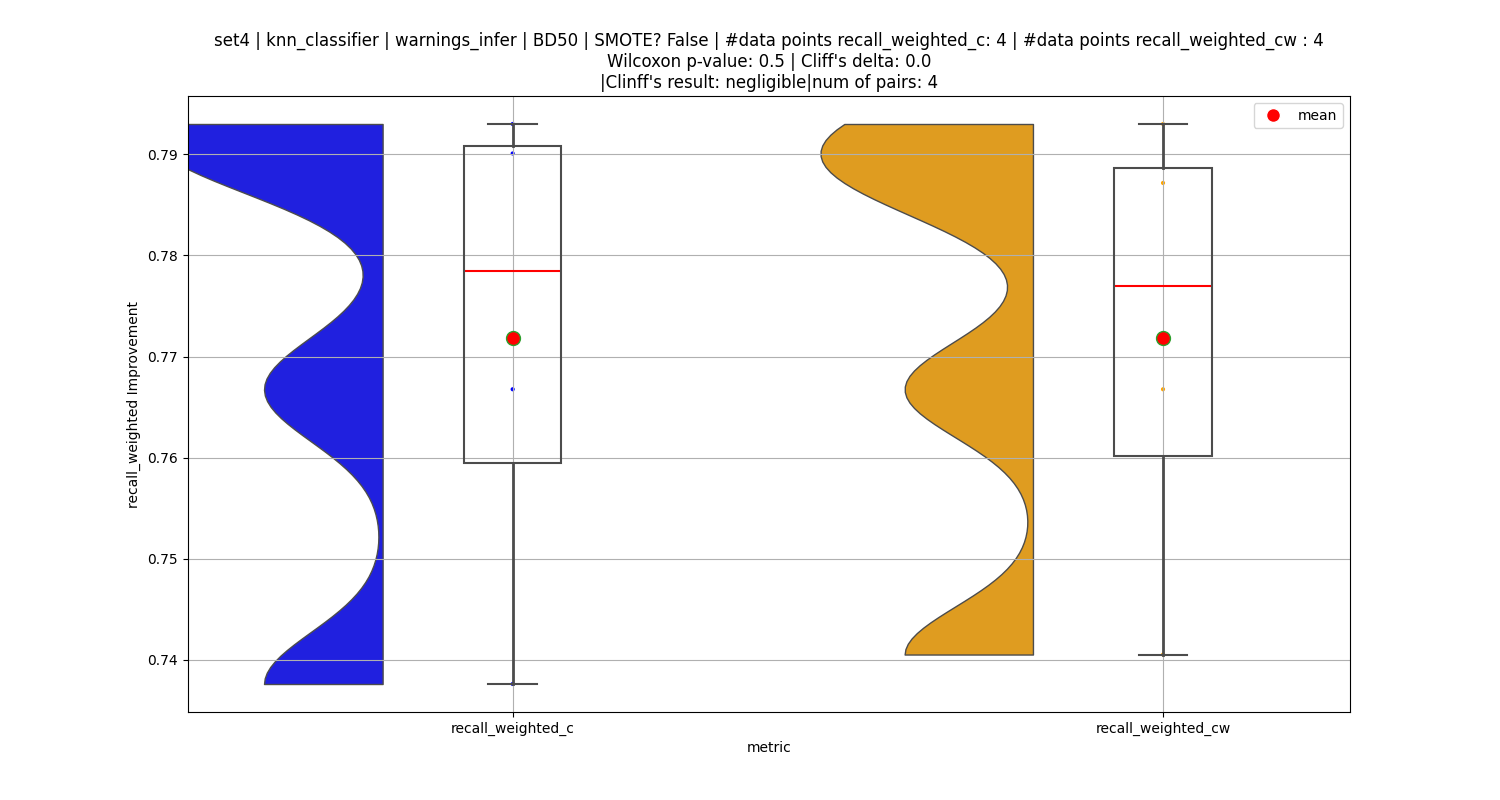 set4 | knn_classifier | warnings_infer | BD50 | SMOTE? False | #data points recall_weighted_c: 4 | #data points recall_weighted_cw : 4
Wilcoxon p-value: 0.5 | Cliff's delta: 0.0
|Clinff's result: negligible|num of pairs: 4
mean
0.79
0.78
0.77
0.76
0.75
0.74
recall_weighted Improvement
recall_weighted_c
recall_weighted_cw
metric